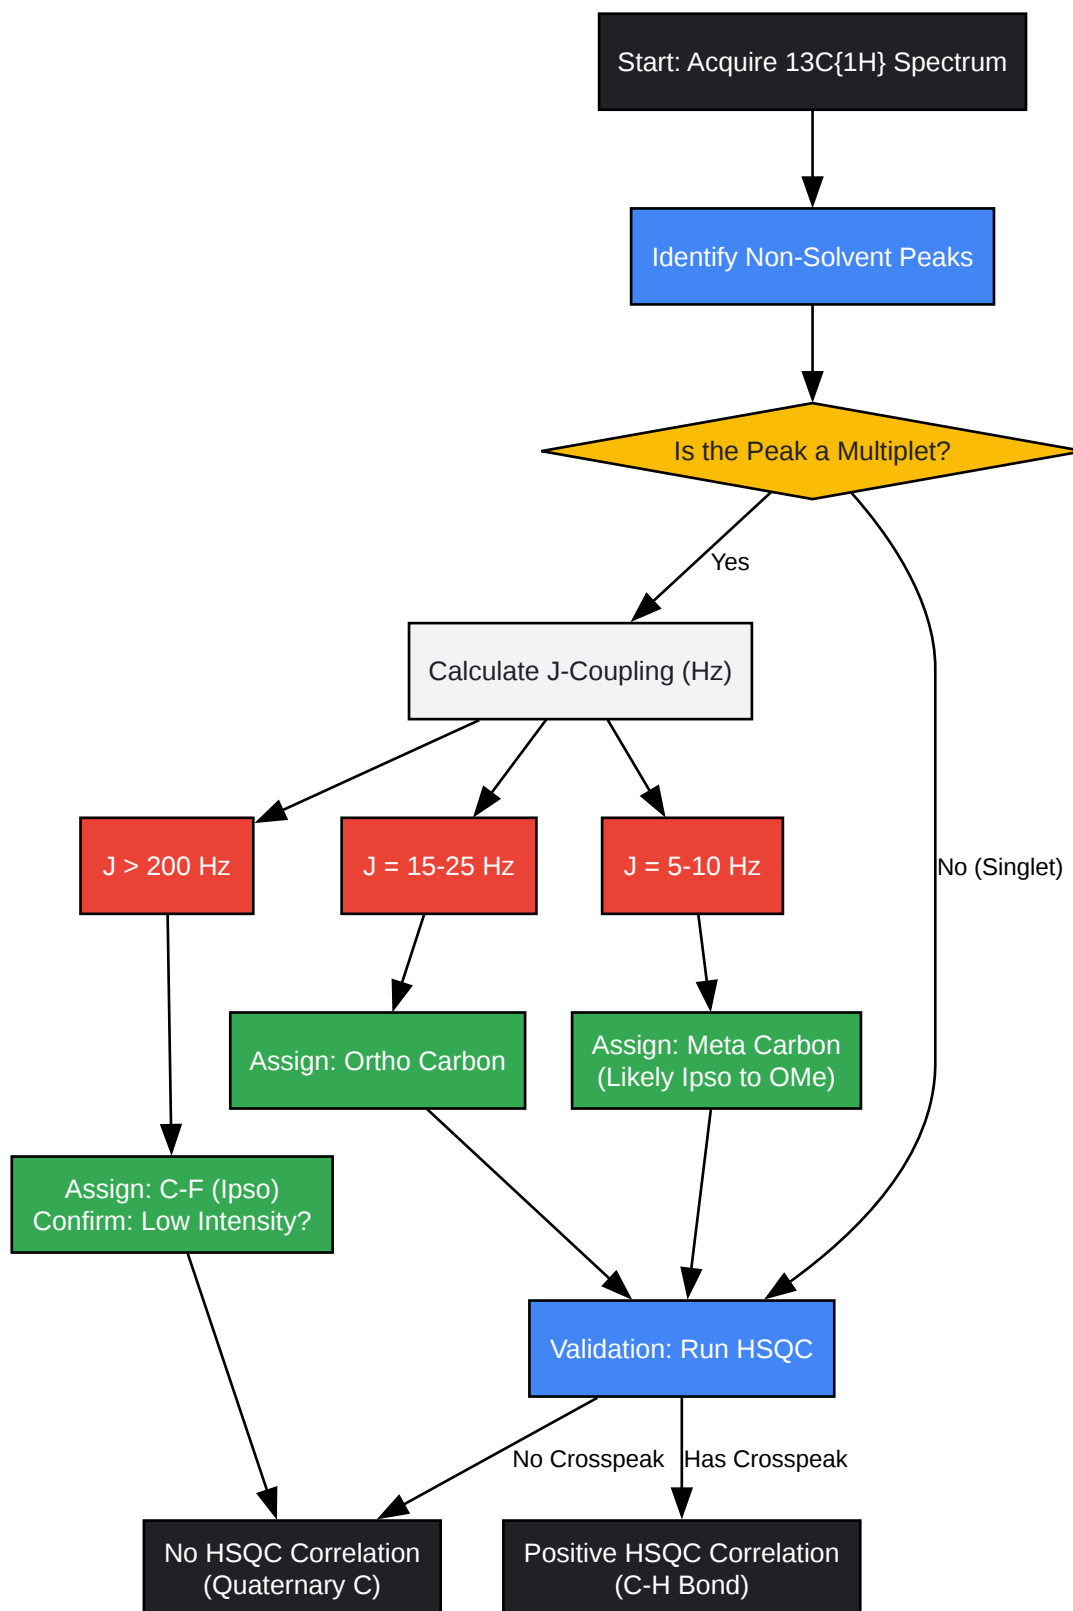 Start: Acquire 13C{1H} Spectrum
Identify Non-Solvent Peaks
Is the Peak a Multiplet?
Yes
Calculate J-Coupling (Hz)
No (Singlet)
J > 200 Hz
J = 15-25 Hz
J = 5-10 Hz
Assign: Ortho Carbon
Assign: Meta Carbon
(Likely Ipso to OMe)
Assign: C-F (Ipso)
Confirm: Low Intensity?
Validation: Run HSQC
No Crosspeak
Has Crosspeak
No HSQC Correlation
(Quaternary C)
Positive HSQC Correlation
(C-H Bond)